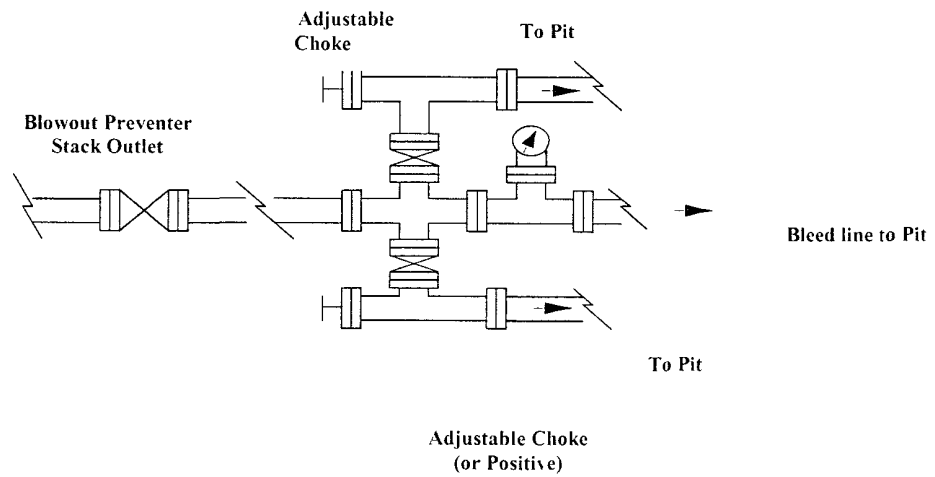 Adjustable
Choke
To Pit
Blowout Preventer
Stack Outlet
Bleed line to Pit
To Pit
Adjustable Choke
(or Positive)